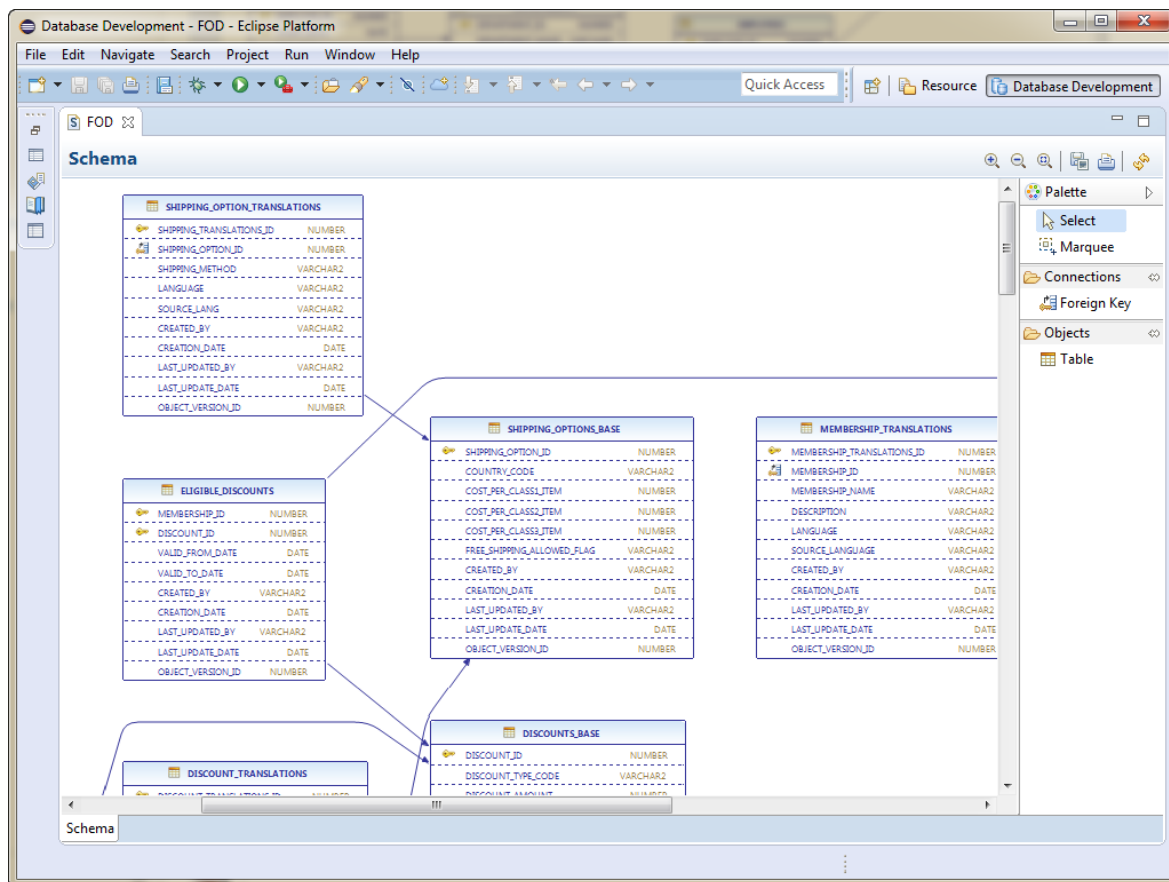 Database Development - FOD - Eclipse Platform
File Edit Navigate Search Project Run Window Help
Quick Access
Resource
Database Development
FOD
Schema
SHIPPING_OPTION_TRANSLATIONS
SHIPPING_TRANSLATIONS_ID NUMBER
SHIPPING_OPTION_ID NUMBER
SHIPPING_METHOD VARCHAR2
LANGUAGE VARCHAR2
SOURCE_LANG VARCHAR2
CREATED_BY VARCHAR2
CREATION_DATE DATE
LAST_UPDATED_BY VARCHAR2
LAST_UPDATE_DATE DATE
OBJECT_VERSION_ID NUMBER
ELIGIBLE_DISCOUNTS
MEMBERSHIP_ID NUMBER
DISCOUNT_ID NUMBER
VALID_FROM_DATE DATE
VALID_TO_DATE DATE
CREATED_BY VARCHAR2
CREATION_DATE DATE
LAST_UPDATED_BY VARCHAR2
LAST_UPDATE_DATE DATE
OBJECT_VERSION_ID NUMBER
SHIPPING_OPTIONS_BASE
SHIPPING_OPTION_ID NUMBER
COUNTRY_CODE VARCHAR2
COST_PER_CLASS1_ITEM NUMBER
COST_PER_CLASS2_ITEM NUMBER
COST_PER_CLASS3_ITEM NUMBER
FREE_SHIPPING_ALLOWED_FLAG VARCHAR2
CREATED_BY VARCHAR2
CREATION_DATE DATE
LAST_UPDATED_BY VARCHAR2
LAST_UPDATE_DATE DATE
OBJECT_VERSION_ID NUMBER
MEMBERSHIP_TRANSLATIONS
MEMBERSHIP_TRANSLATIONS_ID NUMBER
MEMBERSHIP_ID NUMBER
MEMBERSHIP_NAME VARCHAR2
DESCRIPTION VARCHAR2
LANGUAGE VARCHAR2
SOURCE_LANGUAGE VARCHAR2
CREATED_BY VARCHAR2
CREATION_DATE DATE
LAST_UPDATED_BY VARCHAR2
LAST_UPDATE_DATE DATE
OBJECT_VERSION_ID NUMBER
DISCOUNT_TRANSLATIONS
DISCOUNT_TRANSLATIONS_ID NUMBER
DISCOUNTS_BASE
DISCOUNT_ID NUMBER
DISCOUNT_TYPE_CODE VARCHAR2
DISCOUNT_AMOUNT NUMBER
Palette
Select
Marquee
Connections
Foreign Key
Objects
Table
Schema